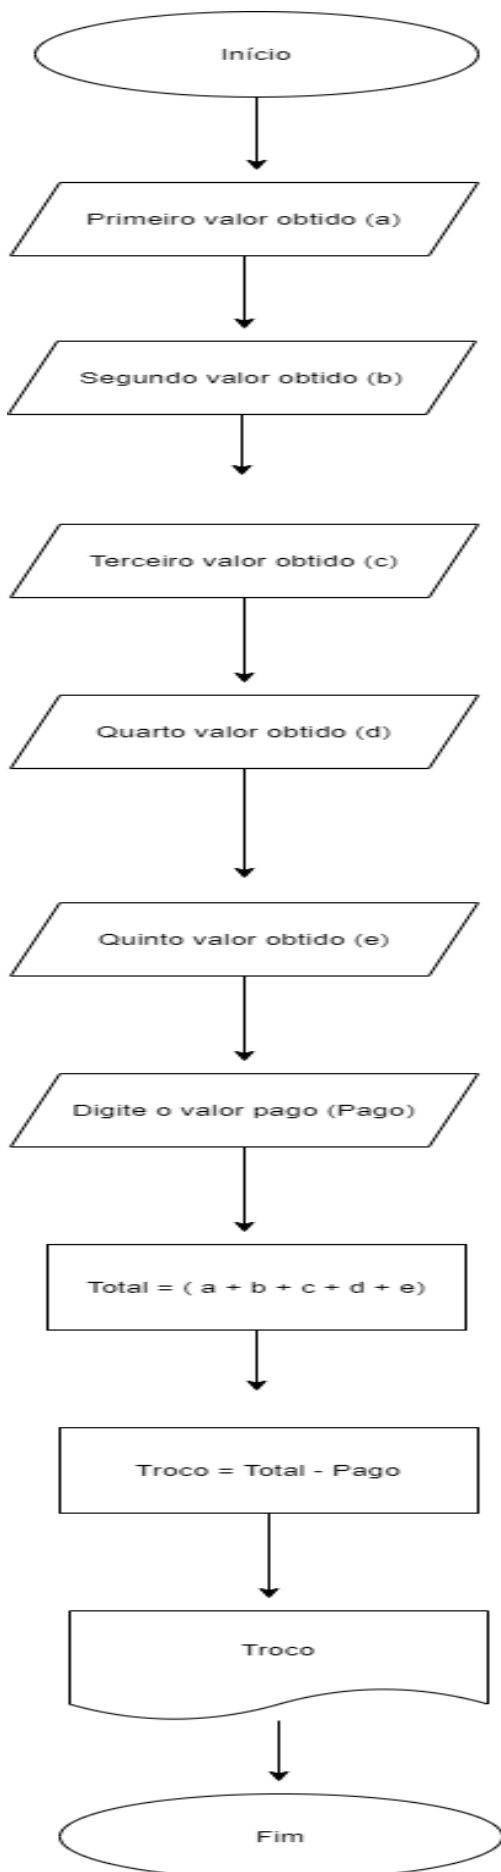 Início
Primeiro valor obtido (a)
Segundo valor obtido (b)
Terceiro valor obtido (c)
Quarto valor obtido (d)
Quinto valor obtido (e)
Digite o valor pago (Pago)
Total = ( a + b + c + d + e)
Troco = Total - Pago
Troco
Fim